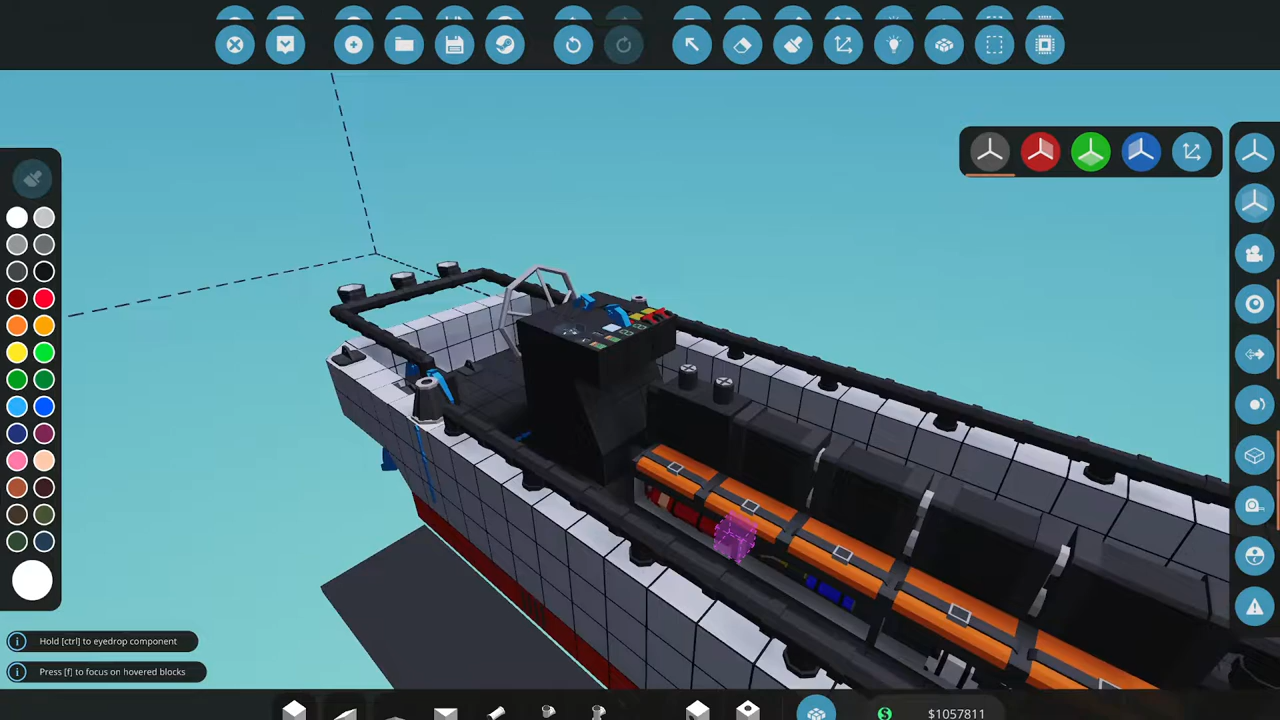 Hold [ctrl] to eyedrop component
Press [f] to focus on hovered blocks
$1057811